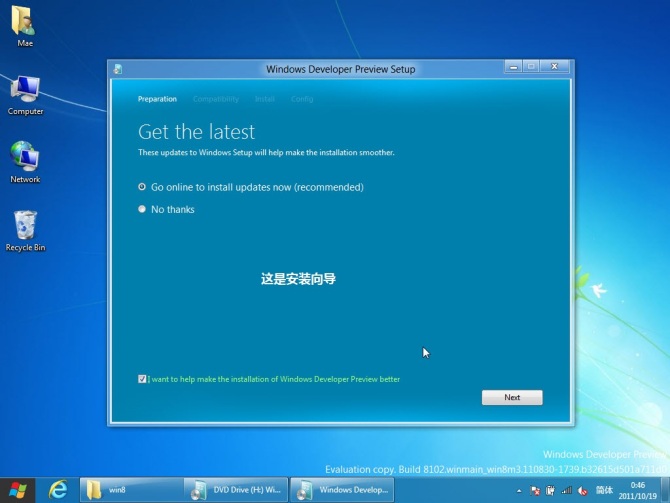 Mae
Computer
Network
Recycle Bin
Windows Developer Preview Setup
Preparation Compatibility Install Config
Get the latest
These updates to Windows Setup will help make the installation smoother.
Go online to install updates now (recommended)
No thanks
这是安装向导
I want to help make the installation of Windows Developer Preview better
Next
Windows Developer Preview
Evaluation copy. Build 8102.winmain_win8m3.110830-1739.b32615d501a711d0
win8
DVD Drive (H:) Wi...
Windows Develop...
简体
0:46
2011/10/19